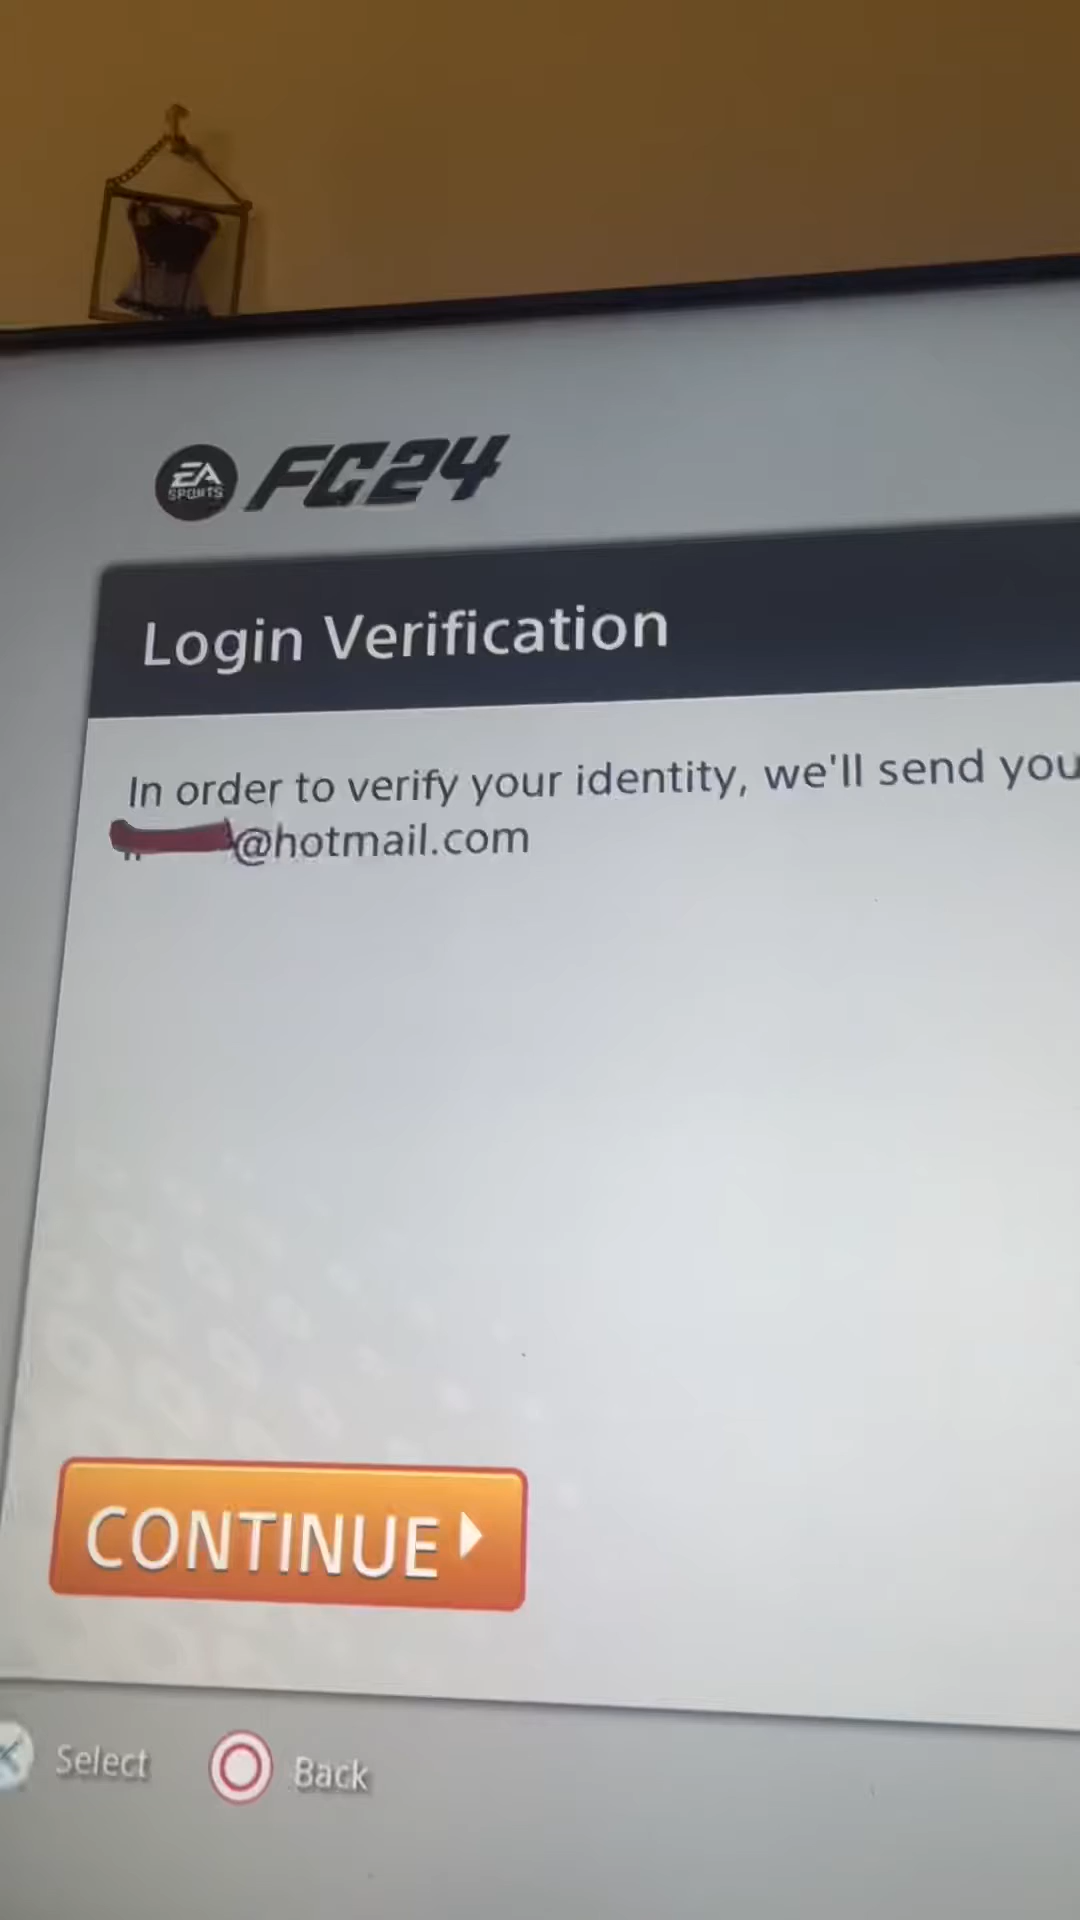 EA
SPORTS
FC24
Login Verification
In order to verify your identity, we'll send you
@hotmail.com
CONTINUE
Select
Back